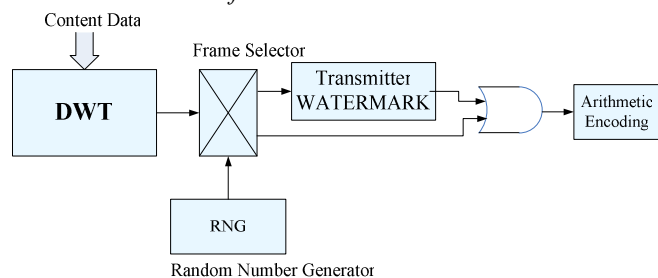 Content Data
Frame Selector
DWT
Transmitter
WATERMARK
Arithmetic
Encoding
RNG
Random Number Generator